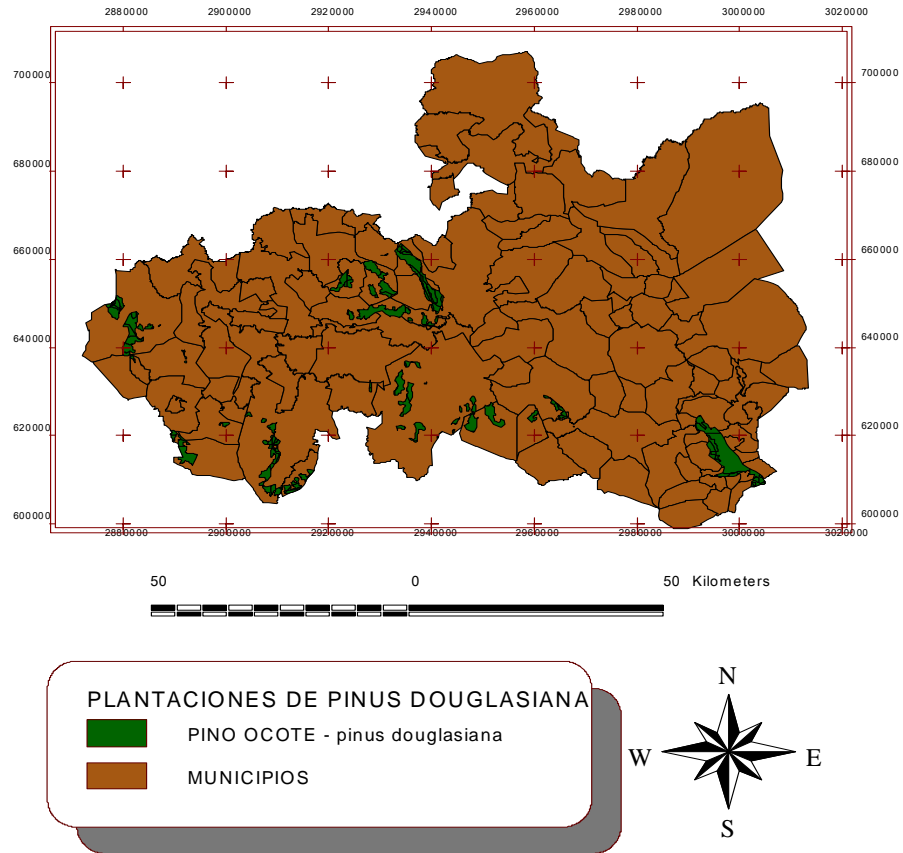 2880000 2900000 2920000 2940000 2960000 2980000 3000000 3020000
700000 700000
680000 680000
660000 660000
640000 640000
620000 620000
600000 600000
2880000 2900000 2920000 2940000 2960000 2980000 3000000 3020000
50 0 50 Kilometers
PLANTACIONES DE PINUS DOUGLASIANA
PINO OCOTE - pinus douglasiana
MUNICIPIOS
N
W E
S